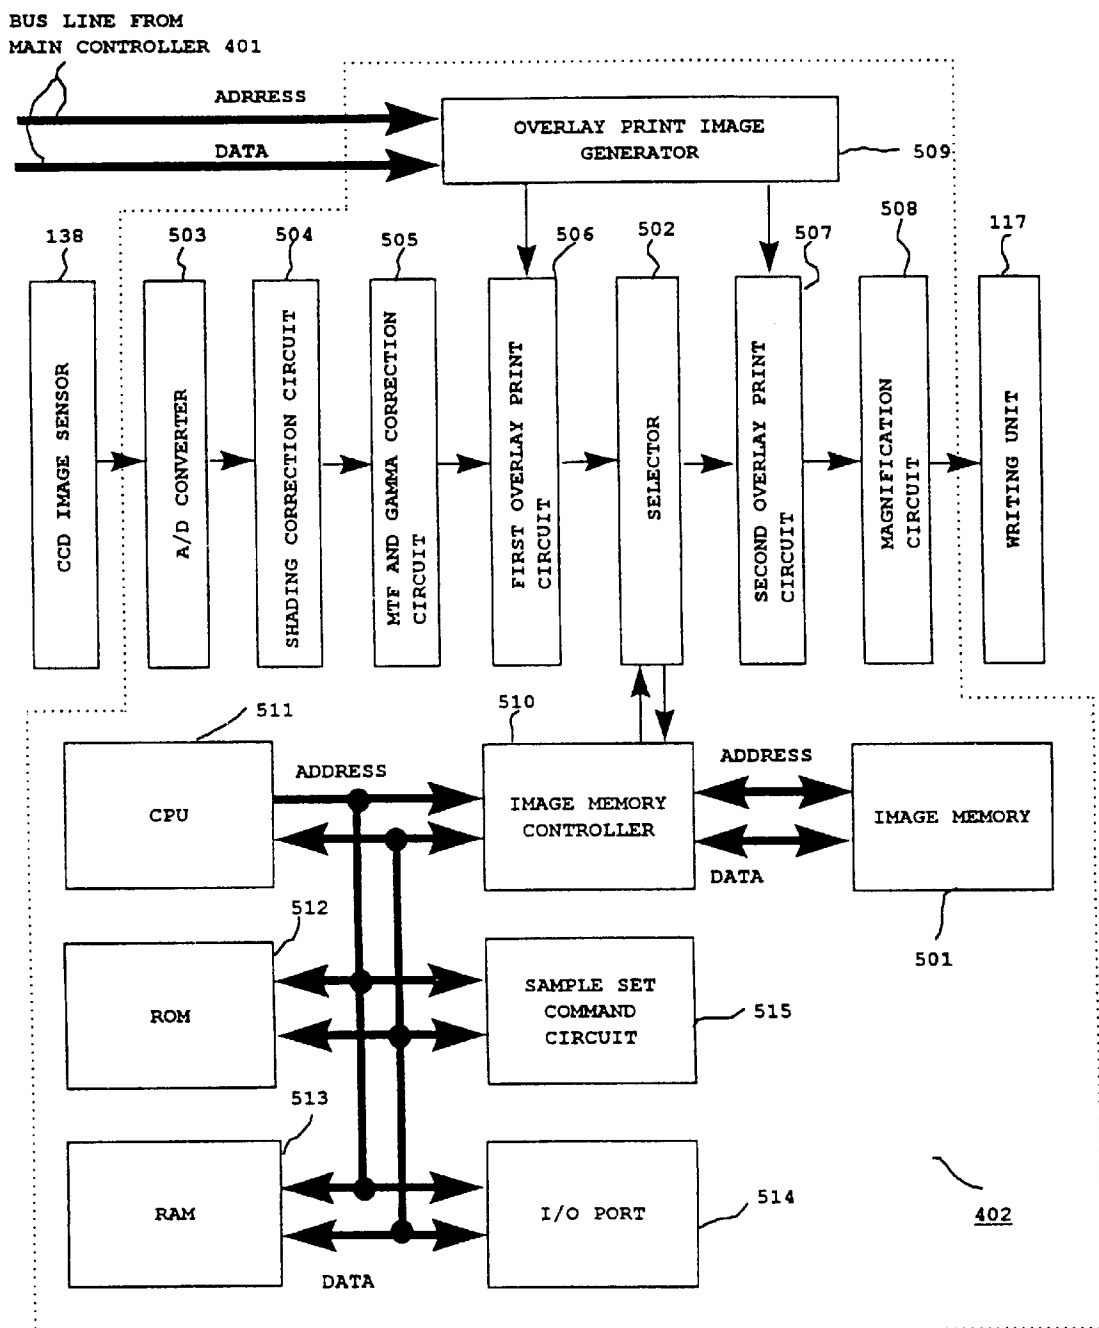 BUS LINE FROM
MAIN CONTROLLER 401
ADRRESS
DATA
OVERLAY PRINT IMAGE
GENERATOR
509
138
503
504
505
506
502
507
508
117
CCD IMAGE SENSOR
A/D CONVERTER
SHADING CORRECTION CIRCUIT
MTF AND GAMMA CORRECTION
CIRCUIT
FIRST OVERLAY PRINT
CIRCUIT
SELECTOR
SECOND OVERLAY PRINT
CIRCUIT
MAGNIFICATION
CIRCUIT
WRITING UNIT
511
510
CPU
ADDRESS
IMAGE MEMORY
CONTROLLER
ADDRESS
DATA
IMAGE MEMORY
501
512
ROM
SAMPLE SET
COMMAND
CIRCUIT
515
513
RAM
DATA
I/O PORT
514
402